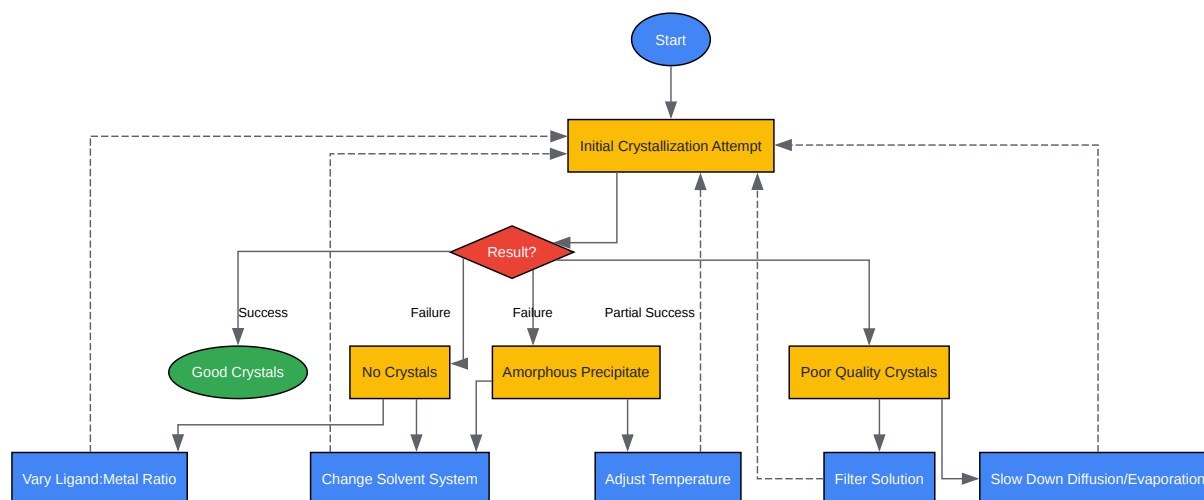 Start
Initial Crystallization Attempt
Result?
Success
Failure
Failure
Partial Success
Good Crystals
No Crystals
Amorphous Precipitate
Poor Quality Crystals
Vary Ligand:Metal Ratio
Change Solvent System
Adjust Temperature
Filter Solution
Slow Down Diffusion/Evaporation